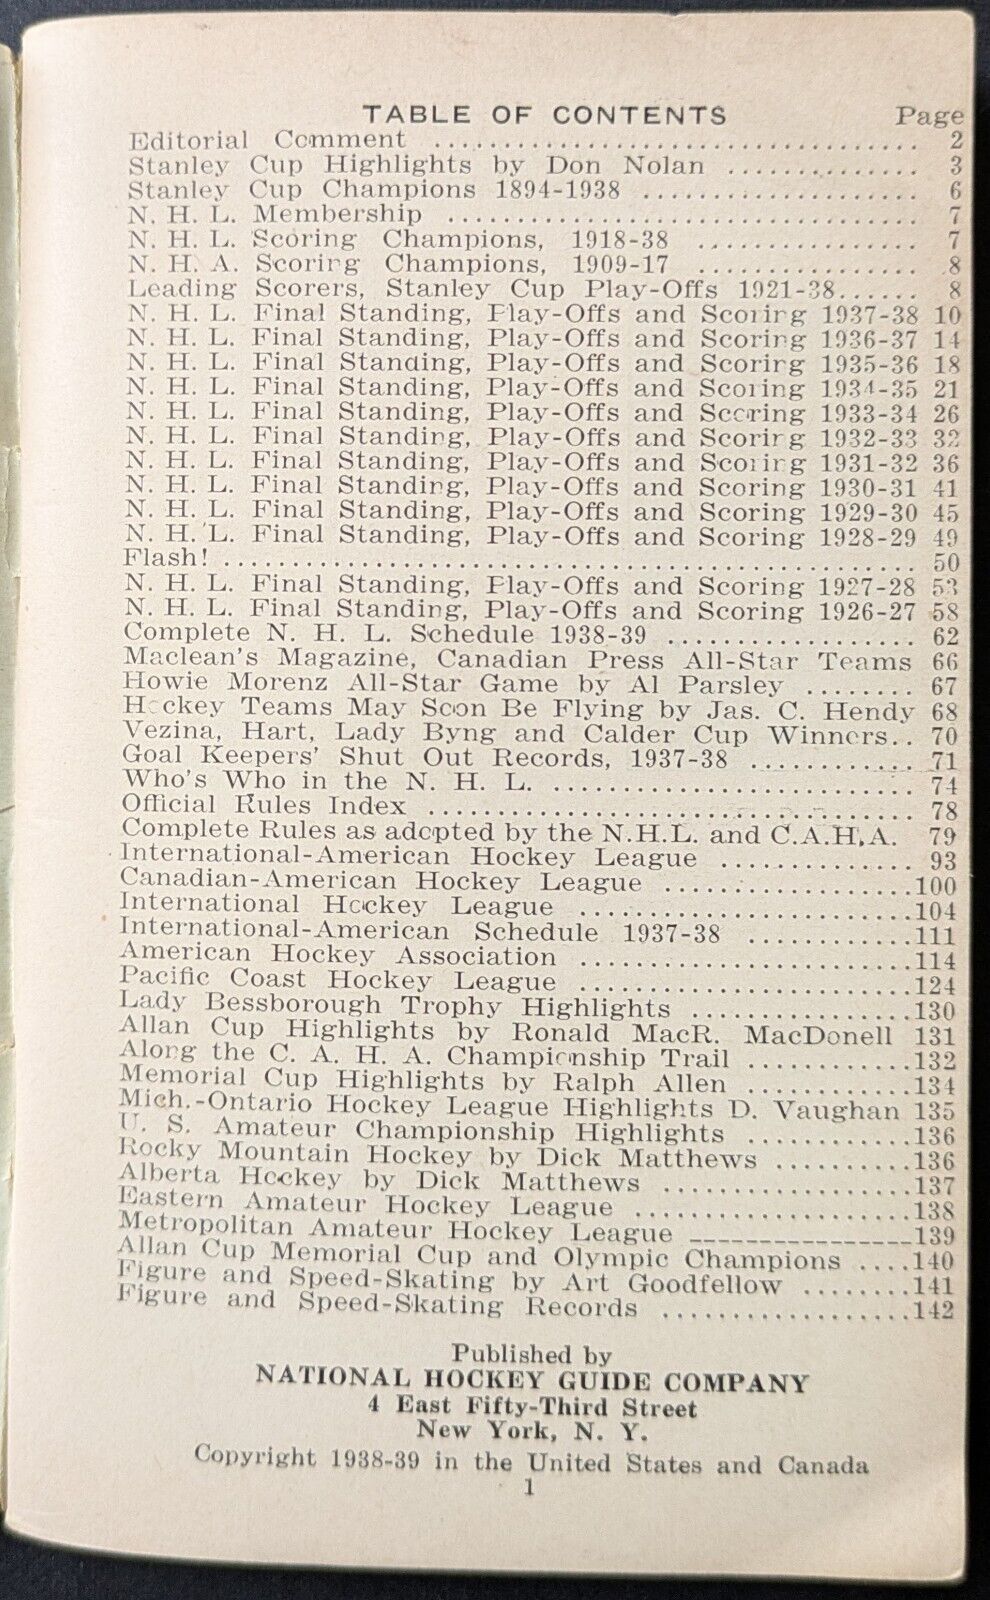 TABLE OF CONTENTS Page
Editorial Comment .................................. 2
Stanley Cup Highlights by Don Nolan .............. 3
Stanley Cup Champions 1894-1938 .................... 6
N. H. L. Membership .................................. 7
N. H. L. Scoring Champions, 1918-38 ................ 7
N. H. A. Scoring Champions, 1909-17 ................ 8
Leading Scorers, Stanley Cup Play-Offs 1921-38...... 8
N. H. L. Final Standing, Play-Offs and Scoring 1937-38 10
N. H. L. Final Standing, Play-Offs and Scoring 1936-37 14
N. H. L. Final Standing, Play-Offs and Scoring 1935-36 18
N. H. L. Final Standing, Play-Offs and Scoring 1934-35 21
N. H. L. Final Standing, Play-Offs and Scoring 1933-34 26
N. H. L. Final Standing, Play-Offs and Scoring 1932-33 32
N. H. L. Final Standing, Play-Offs and Scoring 1931-32 36
N. H. L. Final Standing, Play-Offs and Scoring 1930-31 41
N. H. L. Final Standing, Play-Offs and Scoring 1929-30 45
N. H. L. Final Standing, Play-Offs and Scoring 1928-29 49
Flash! .................................................. 50
N. H. L. Final Standing, Play-Offs and Scoring 1927-28 53
N. H. L. Final Standing, Play-Offs and Scoring 1926-27 58
Complete N. H. L. Schedule 1938-39 .................. 62
Maclean's Magazine, Canadian Press All-Star Teams 66
Howie Morenz All-Star Game by Al Parsley ........ 67
Hockey Teams May Soon Be Flying by Jas. C. Hendy 68
Vezina, Hart, Lady Byng and Calder Cup Winners.. 70
Goal Keepers' Shut Out Records, 1937-38 ............ 71
Who's Who in the N. H. L. .......................... 74
Official Rules Index .................................. 78
Complete Rules as adopted by the N.H.L. and C.A.H.A. 79
International-American Hockey League .............. 93
Canadian-American Hockey League ..................100
International Hockey League ........................104
International-American Schedule 1937-38 ............111
American Hockey Association ........................114
Pacific Coast Hockey League ..........................124
Lady Bessborough Trophy Highlights ..................130
Allan Cup Highlights by Ronald MacR. MacDonell 131
Along the C. A. H. A. Championship Trail ............132
Memorial Cup Highlights by Ralph Allen ............134
Mich.-Ontario Hockey League Highlights D. Vaughan 135
U. S. Amateur Championship Highlights ............136
Rocky Mountain Hockey by Dick Matthews ..........136
Alberta Hockey by Dick Matthews ..................137
Eastern Amateur Hockey League ....................138
Metropolitan Amateur Hockey League ----------------139
Allan Cup Memorial Cup and Olympic Champions ....140
Figure and Speed-Skating by Art Goodfellow ........141
Figure and Speed-Skating Records ..................142
Published by
NATIONAL HOCKEY GUIDE COMPANY
4 East Fifty-Third Street
New York, N. Y.
Copyright 1938-39 in the United States and Canada
1